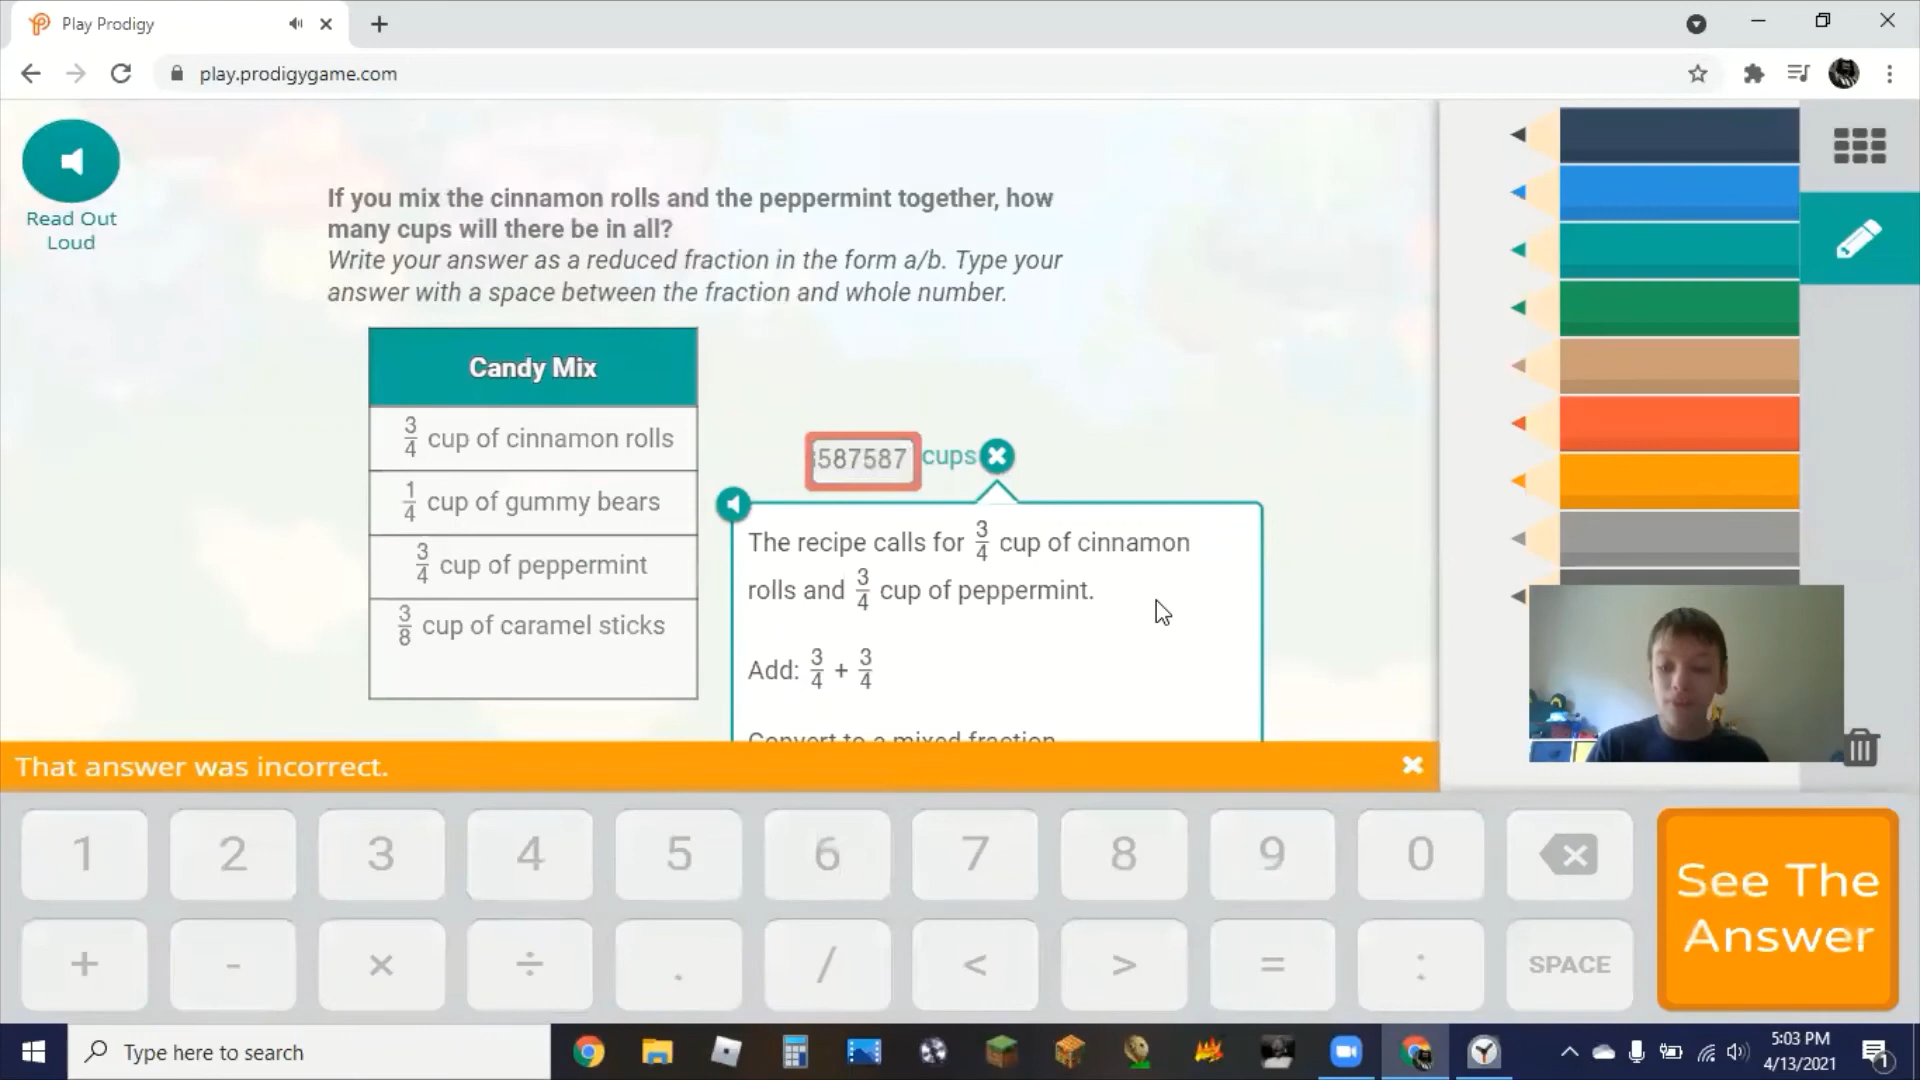 Play Prodigy
play.prodigygame.com
Read Out
Loud
If you mix the cinnamon rolls and the peppermint together, how
many cups will there be in all?
Write your answer as a reduced fraction in the form a/b. Type your
answer with a space between the fraction and whole number.
Candy Mix
3/4 cup of cinnamon rolls
1/4 cup of gummy bears
3/4 cup of peppermint
3/8 cup of caramel sticks
587587 cups
The recipe calls for 3/4 cup of cinnamon
rolls and 3/4 cup of peppermint.
Add: 3/4 + 3/4
Convert to a mixed fraction
That answer was incorrect.
1 2 3 4 5 6 7 8 9 0
+ - × ÷ . / < > = : SPACE
See The
Answer
Type here to search
5:03 PM
4/13/2021
1